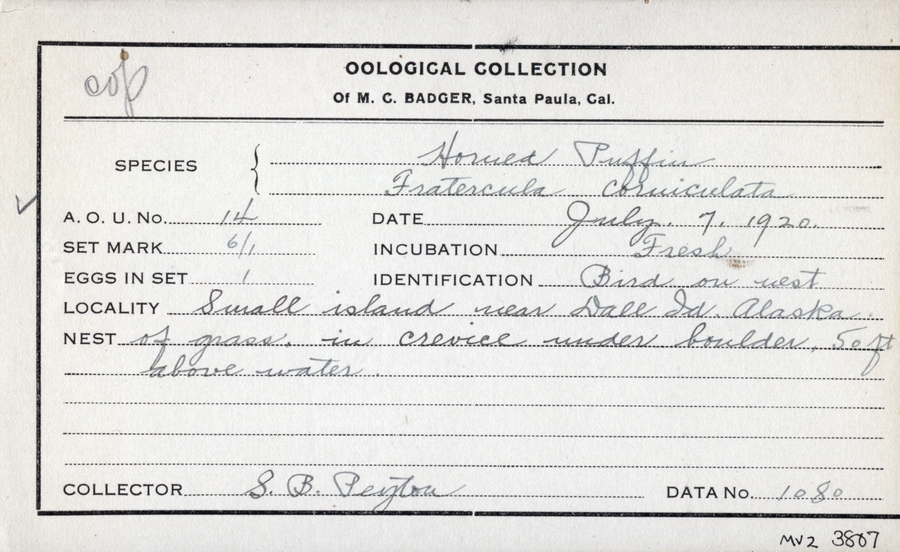 cop
OOLOGICAL COLLECTION
Of M. C. BADGER, Santa Paula, Cal.
SPECIES { Horned Puffin
Fratercula corniculata
A. O. U. No. 14 DATE July. 7. 1920.
SET MARK 6/1 INCUBATION Fresh
EGGS IN SET 1 IDENTIFICATION Bird on nest
LOCALITY Small island near Dall Id. Alaska.
NEST of grass. in crevice under boulder, 50 ft
above water.
COLLECTOR S. B. Peyton DATA No. 1080
MVZ 3807